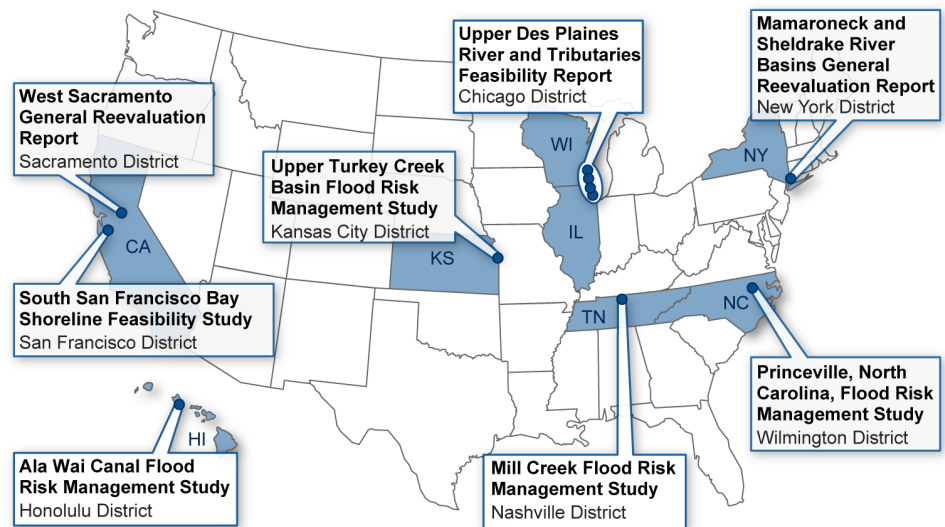 Upper Des Plaines
River and Tributaries
Feasibility Report
Chicago District
Mamaroneck and
Sheldrake River
Basins General
Reevaluation Report
New York District
West Sacramento
General Reevaluation
Report
Sacramento District
Upper Turkey Creek
Basin Flood Risk
Management Study
Kansas City District
WI
NY
IL
CA
KS
TN
NC
South San Francisco Bay
Shoreline Feasibility Study
San Francisco District
HI
Ala Wai Canal Flood
Risk Management Study
Honolulu District
Mill Creek Flood Risk
Management Study
Nashville District
Princeville, North
Carolina, Flood Risk
Management Study
Wilmington District